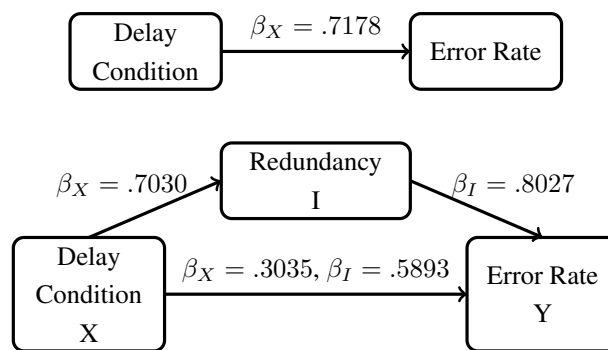 Delay
Condition
β_X = .7178
Error Rate
Redundancy
I
β_X = .7030
β_I = .8027
Delay
Condition
X
β_X = .3035, β_I = .5893
Error Rate
Y